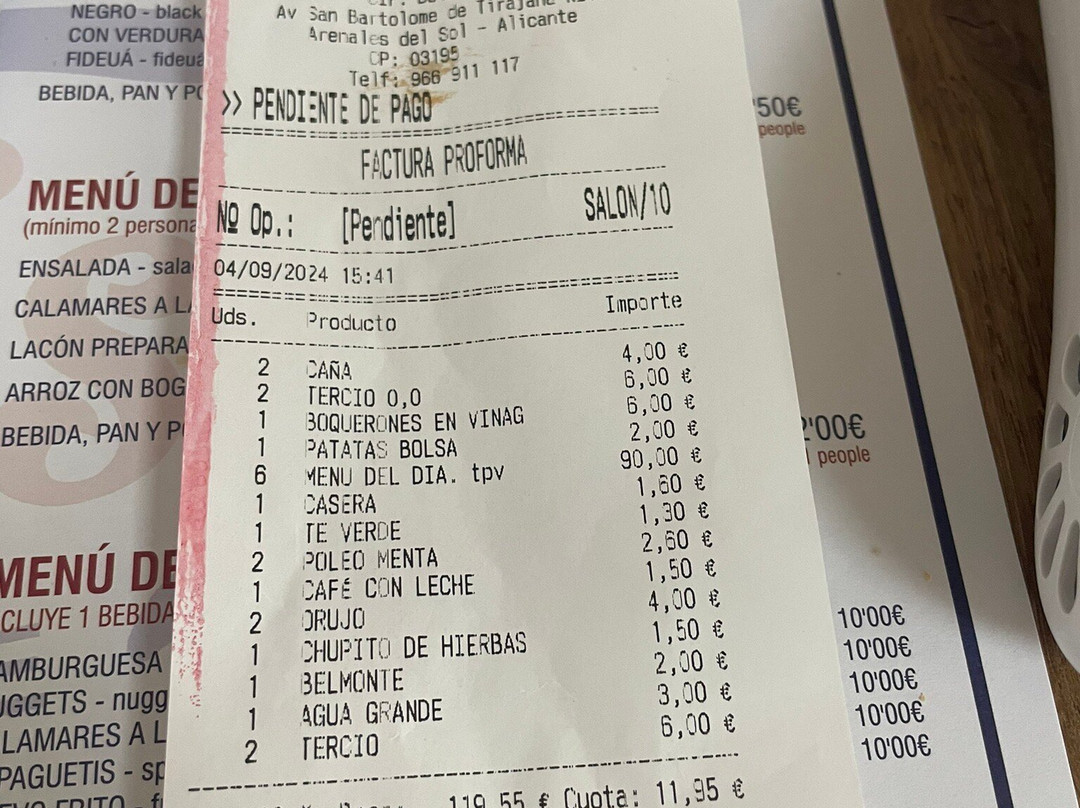 NEGRO - black
CON VERDURA
FIDEUÁ - fideuá
BEBIDA, PAN Y
MENÚ DE
(mínimo 2 persona
ENSALADA - sala
CALAMARES A L
LACÓN PREPARA
ARROZ CON BOG
BEBIDA, PAN Y
MENÚ DE
CLUYE 1 BEBIDA
AMBURGUESA
UGGETS - nugg
LAMARES A L
PAGUETIS - sp
Av San Bartolome de Tirajana
Arenales del Sol - Alicante
CP: 03195
Telf: 966 911 117
>> PENDIENTE DE PAGO
FACTURA PROFORMA
Nº Op.: [Pendiente] SALON/10
04/09/2024 15:41
Uds. Producto Importe
2 CAÑA 4,00 €
2 TERCIO 0,0 6,00 €
1 BOQUERONES EN VINAG 6,00 €
1 PATATAS BOLSA 2,00 €
6 MENU DEL DIA. tpv 90,00 €
1 CASERA 1,60 €
1 TE VERDE 1,30 €
2 POLEO MENTA 2,60 €
1 CAFÉ CON LECHE 1,50 €
2 ORUJO 4,00 €
1 CHUPITO DE HIERBAS 1,50 €
1 BELMONTE 2,00 €
1 AGUA GRANDE 3,00 €
2 TERCIO 6,00 €
119,55 € Cuota: 11,95 €
'50€
people
2'00€
people
10'00€
10'00€
10'00€
10'00€
10'00€